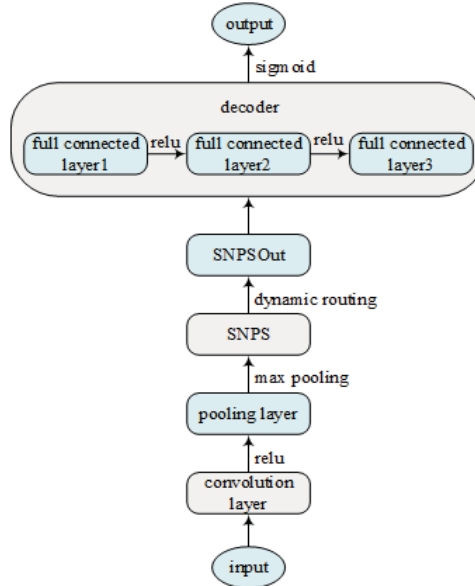 output
sigmoid
decoder
full connected
layer1
relu
full connected
layer2
relu
full connected
layer3
SNPSOut
dynamic routing
SNPS
max pooling
pooling layer
relu
convolution
layer
input